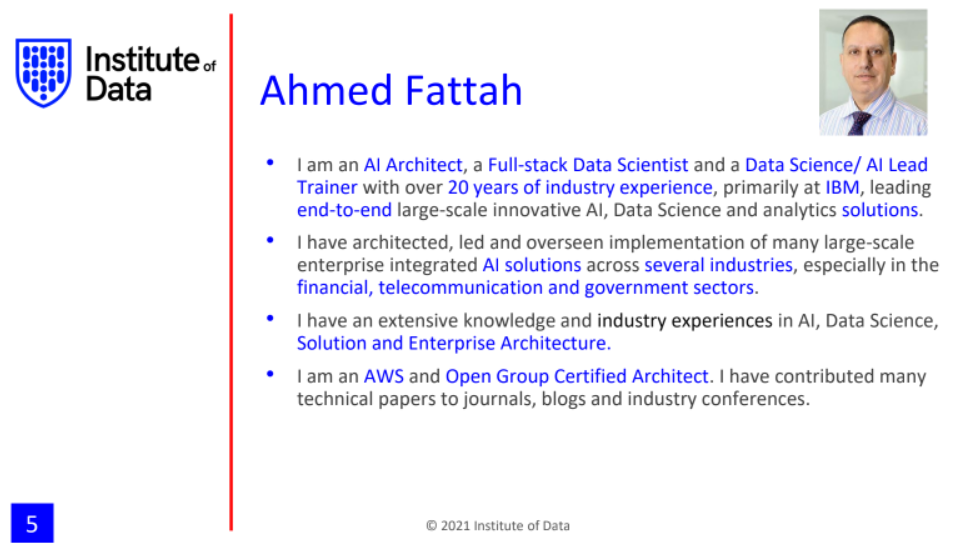 Institute of
Data
Ahmed Fattah
• I am an AI Architect, a Full-stack Data Scientist and a Data Science/ AI Lead
Trainer with over 20 years of industry experience, primarily at IBM, leading
end-to-end large-scale innovative AI, Data Science and analytics solutions.
• I have architected, led and overseen implementation of many large-scale
enterprise integrated AI solutions across several industries, especially in the
financial, telecommunication and government sectors.
• I have an extensive knowledge and industry experiences in AI, Data Science,
Solution and Enterprise Architecture.
• I am an AWS and Open Group Certified Architect. I have contributed many
technical papers to journals, blogs and industry conferences.
5
© 2021 Institute of Data